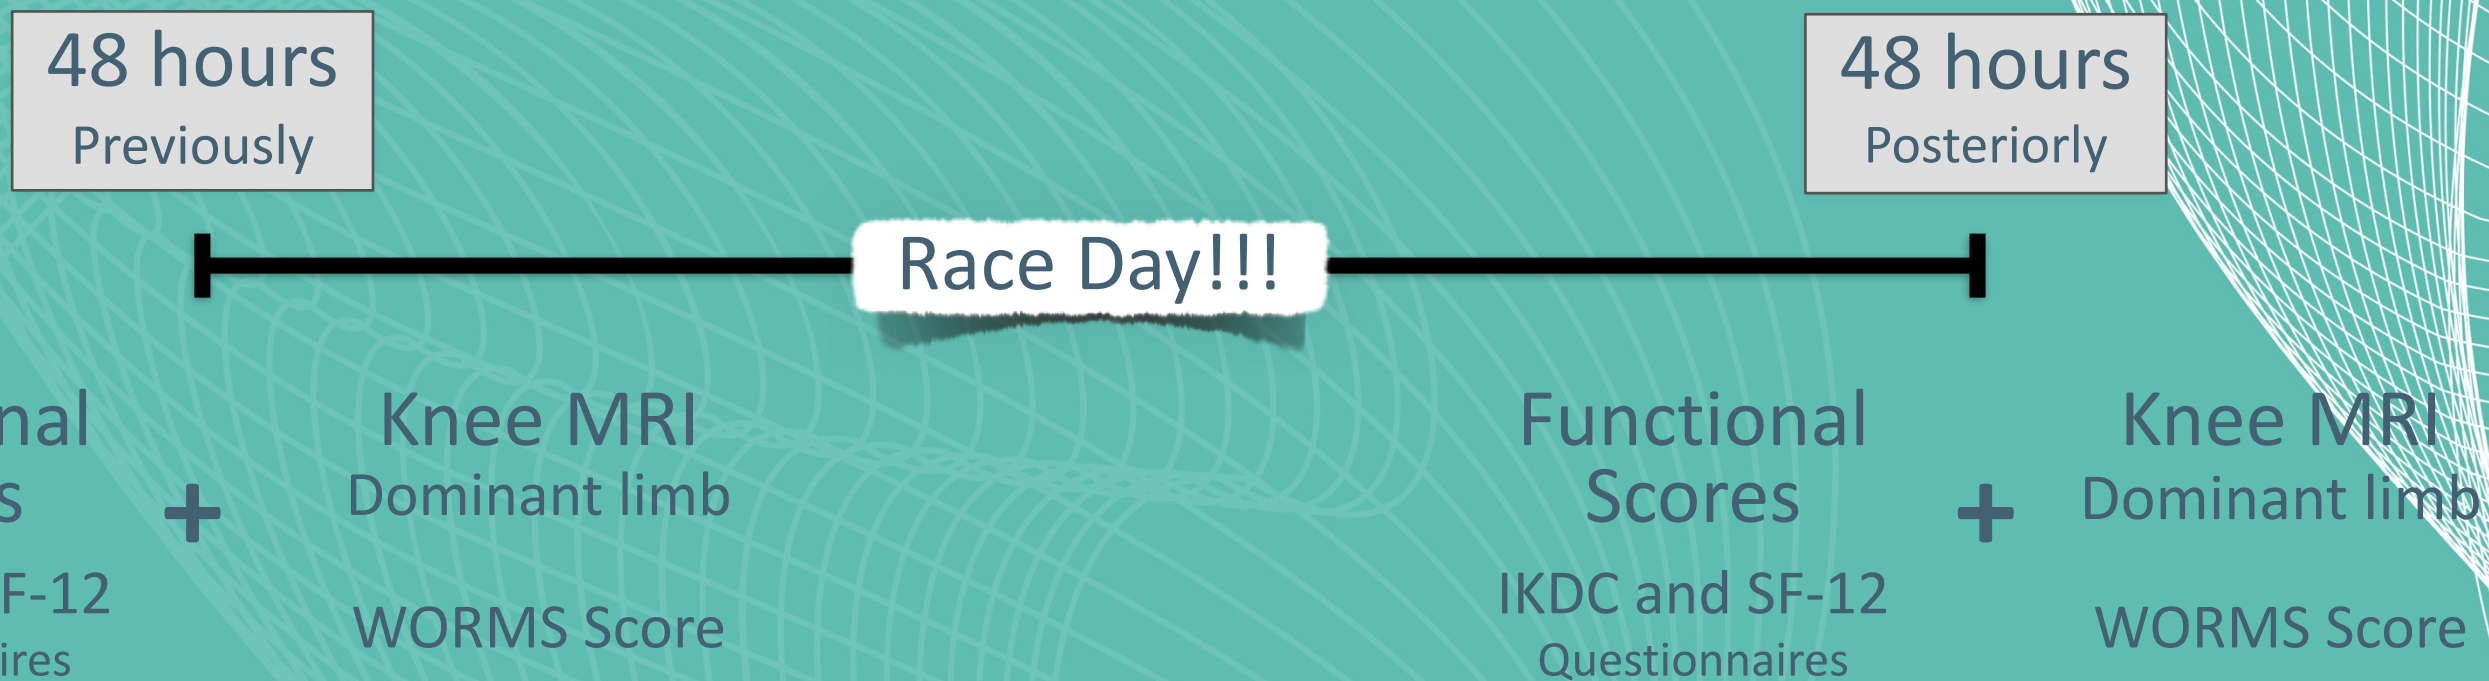 48 hours
Previously
48 hours
Posteriorly
Race Day!!!
nal
s
F-12
ires
+
Knee MRI
Dominant limb
WORMS Score
Functional
Scores
IKDC and SF-12
Questionnaires
+
Knee MRI
Dominant limb
WORMS Score